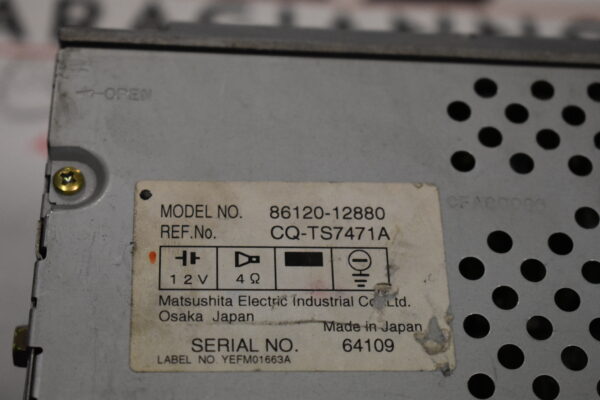 OPEN
MODEL NO. 86120-12880
REF.No. CQ-TS7471A
12V 4Ω
Matsushita Electric Industrial Co., Ltd.
Osaka Japan
Made in Japan
SERIAL NO. 64109
LABEL NO. YEFM01663A